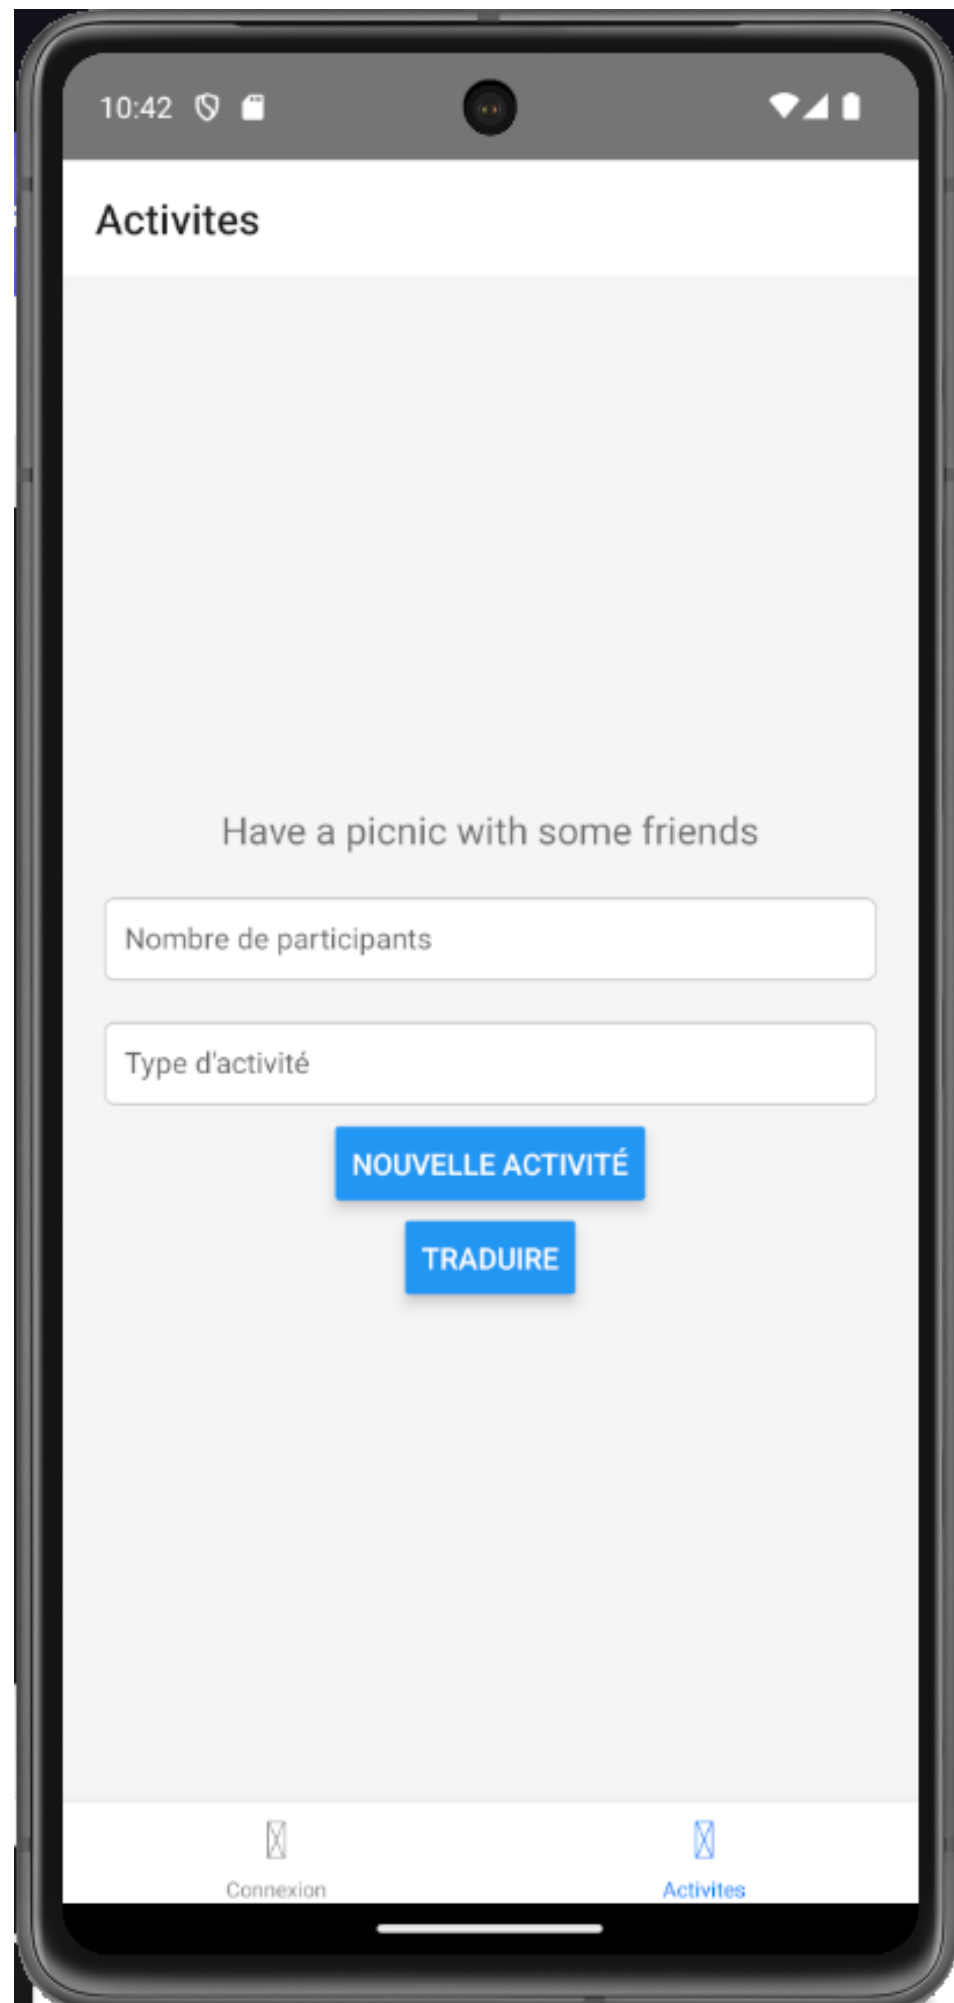 10:42
Activites
Have a picnic with some friends
Nombre de participants
Type d'activité
NOUVELLE ACTIVITÉ
TRADUIRE
Connexion
Activites